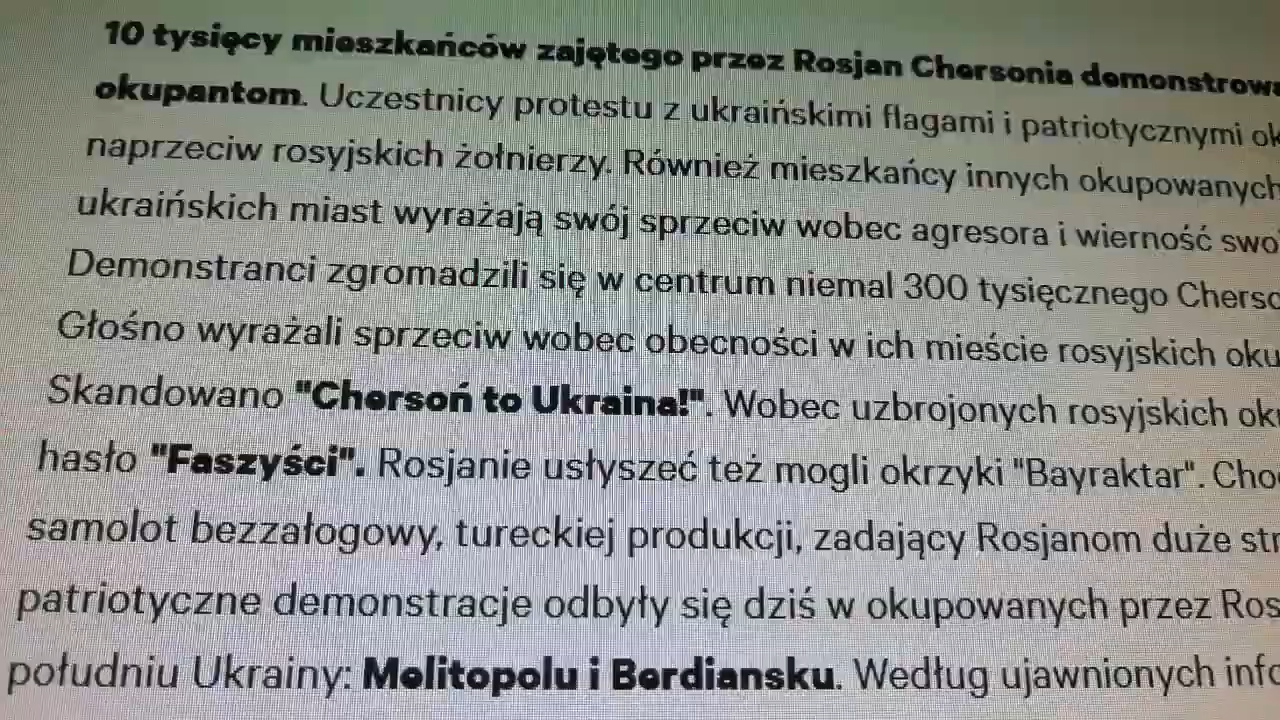 10 tysięcy mieszkańców zajętego przez Rosjan Chersonia demonstrow
okupantom. Uczestnicy protestu z ukraińskimi flagami i patriotycznymi ok
naprzeciw rosyjskich żołnierzy. Również mieszkańcy innych okupowanych
ukraińskich miast wyrażają swój sprzeciw wobec agresora i wierność swo
Demonstranci zgromadzili się w centrum niemal 300 tysięcznego Cherso
Głośno wyrażali sprzeciw wobec obecności w ich mieście rosyjskich oku
Skandowano "Chersoń to Ukraina!". Wobec uzbrojonych rosyjskich ok
hasło "Faszyści". Rosjanie usłyszeć też mogli okrzyki "Bayraktar". Cho
samolot bezzałogowy, tureckiej produkcji, zadający Rosjanom duże str
patriotyczne demonstracje odbyły się dziś w okupowanych przez Ros
południu Ukrainy: Melitopolu i Berdiansku. Według ujawnionych info